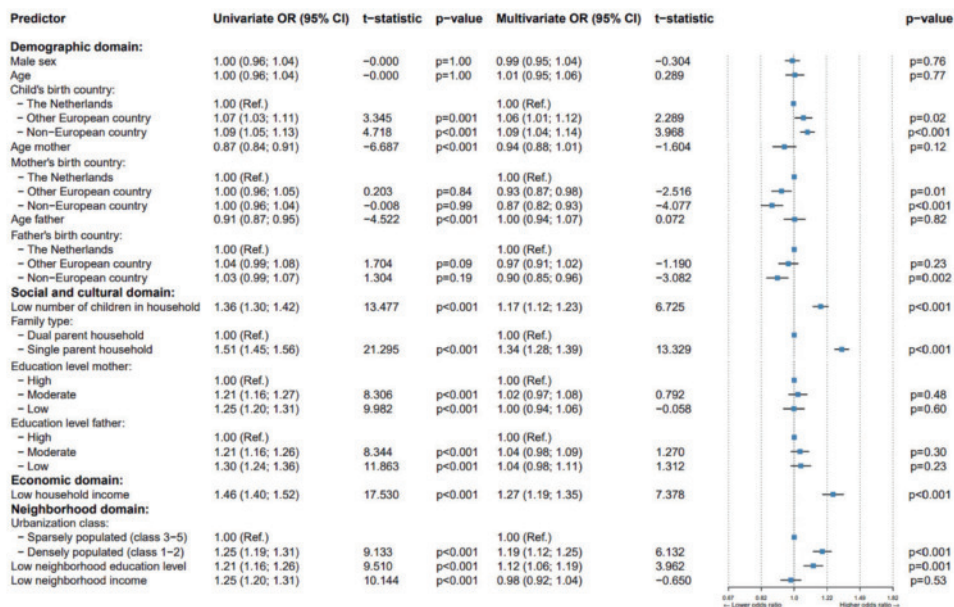 Predictor Univariate OR (95% CI) t−statistic p−value Multivariate OR (95% CI) t−statistic p−value
Demographic domain:
Male sex 1.00 (0.96; 1.04) −0.000 p=1.00 0.99 (0.95; 1.04) −0.304 p=0.76
Age 1.00 (0.96; 1.04) −0.000 p=1.00 1.01 (0.95; 1.06) 0.289 p=0.77
Child's birth country:
− The Netherlands 1.00 (Ref.) 1.00 (Ref.)
− Other European country 1.07 (1.03; 1.11) 3.345 p=0.001 1.06 (1.01; 1.12) 2.289 p=0.02
− Non−European country 1.09 (1.05; 1.13) 4.718 p<0.001 1.09 (1.04; 1.14) 3.968 p<0.001
Age mother 0.87 (0.84; 0.91) −6.687 p<0.001 0.94 (0.88; 1.01) −1.604 p=0.12
Mother's birth country:
− The Netherlands 1.00 (Ref.) 1.00 (Ref.)
− Other European country 1.00 (0.96; 1.05) 0.203 p=0.84 0.93 (0.87; 0.98) −2.516 p=0.01
− Non−European country 1.00 (0.96; 1.04) −0.008 p=0.99 0.87 (0.82; 0.93) −4.077 p<0.001
Age father 0.91 (0.87; 0.95) −4.522 p<0.001 1.00 (0.94; 1.07) 0.072 p=0.82
Father's birth country:
− The Netherlands 1.00 (Ref.) 1.00 (Ref.)
− Other European country 1.04 (0.99; 1.08) 1.704 p=0.09 0.97 (0.91; 1.02) −1.190 p=0.23
− Non−European country 1.03 (0.99; 1.07) 1.304 p=0.19 0.90 (0.85; 0.96) −3.082 p=0.002
Social and cultural domain:
Low number of children in household 1.36 (1.30; 1.42) 13.477 p<0.001 1.17 (1.12; 1.23) 6.725 p<0.001
Family type:
− Dual parent household 1.00 (Ref.) 1.00 (Ref.)
− Single parent household 1.51 (1.45; 1.56) 21.295 p<0.001 1.34 (1.28; 1.39) 13.329 p<0.001
Education level mother:
− High 1.00 (Ref.) 1.00 (Ref.)
− Moderate 1.21 (1.16; 1.27) 8.306 p<0.001 1.02 (0.97; 1.08) 0.792 p=0.48
− Low 1.25 (1.20; 1.31) 9.982 p<0.001 1.00 (0.94; 1.06) −0.058 p=0.60
Education level father:
− High 1.00 (Ref.) 1.00 (Ref.)
− Moderate 1.21 (1.16; 1.26) 8.344 p<0.001 1.04 (0.98; 1.09) 1.270 p=0.30
− Low 1.30 (1.24; 1.36) 11.863 p<0.001 1.04 (0.98; 1.11) 1.312 p=0.23
Economic domain:
Low household income 1.46 (1.40; 1.52) 17.530 p<0.001 1.27 (1.19; 1.35) 7.378 p<0.001
Neighborhood domain:
Urbanization class:
− Sparsely populated (class 3−5) 1.00 (Ref.) 1.00 (Ref.)
− Densely populated (class 1−2) 1.25 (1.19; 1.31) 9.133 p<0.001 1.19 (1.12; 1.25) 6.132 p<0.001
Low neighborhood education level 1.21 (1.16; 1.26) 9.510 p<0.001 1.12 (1.06; 1.19) 3.962 p=0.001
Low neighborhood income 1.25 (1.20; 1.31) 10.144 p<0.001 0.98 (0.92; 1.04) −0.650 p=0.53
0.67 0.82 1.0 1.22 1.49 1.82
← Lower odds ratio Higher odds ratio →